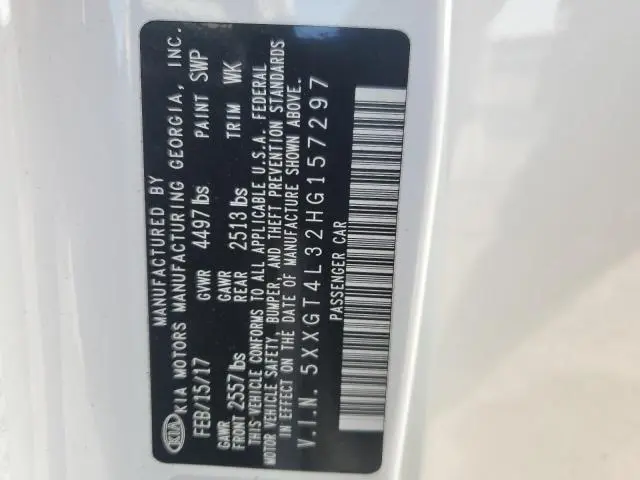 MANUFACTURED BY
KIA KIA MOTORS MANUFACTURING GEORGIA, INC.
FEB/15/17 GVWR 4497 lbs PAINT SWP
GAWR FRONT 2557 lbs GAWR REAR 2513 lbs TRIM WK
THIS VEHICLE CONFORMS TO ALL APPLICABLE U.S.A. FEDERAL
MOTOR VEHICLE SAFETY, BUMPER, AND THEFT PREVENTION STANDARDS
IN EFFECT ON THE DATE OF MANUFACTURE SHOWN ABOVE.
V.I.N. 5XXGT4L32HG157297
PASSENGER CAR